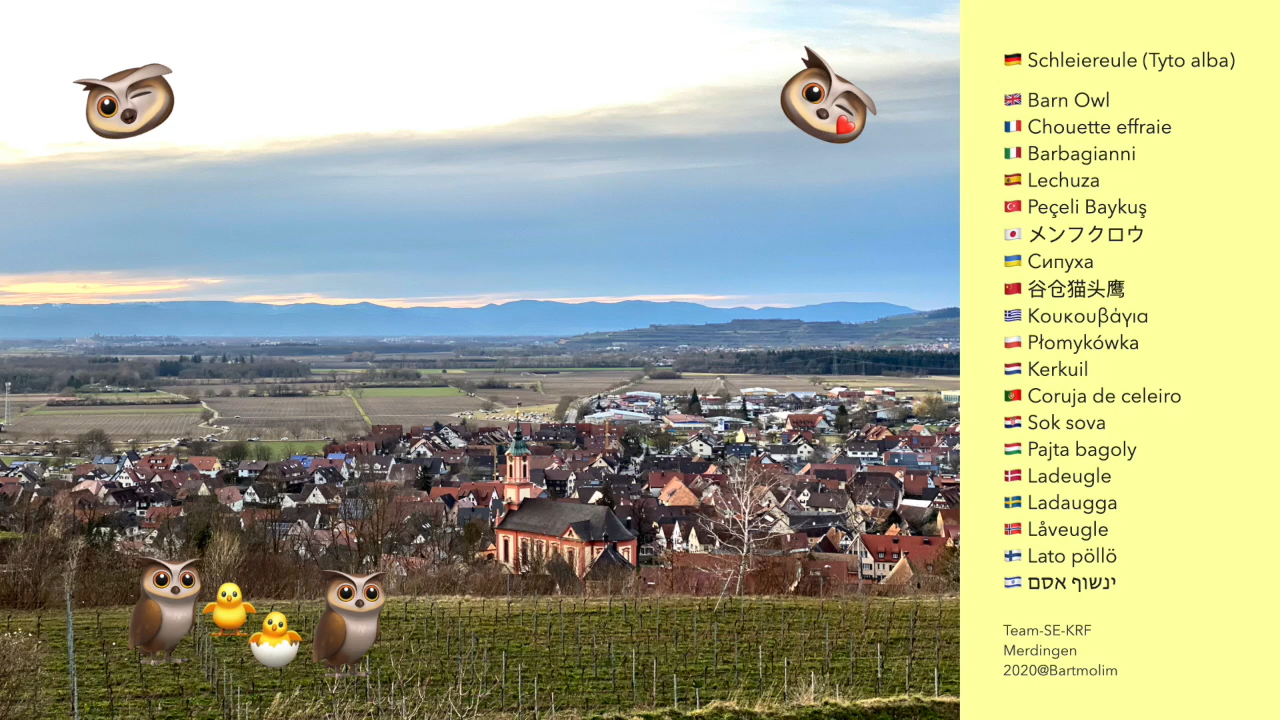 🇩🇪 Schleiereule (Tyto alba)
🇬🇧 Barn Owl
🇫🇷 Chouette effraie
🇮🇹 Barbagianni
🇪🇸 Lechuza
🇹🇷 Peçeli Baykuş
🇯🇵 メンフクロウ
🇺🇦 Сипуха
🇨🇳 谷仓猫头鹰
🇬🇷 Κουκουβάγια
🇵🇱 Płomykówka
🇳🇱 Kerkuil
🇵🇹 Coruja de celeiro
🇭🇷 Sok sova
🇭🇺 Pajta bagoly
🇩🇰 Ladeugle
🇸🇪 Ladaugga
🇳🇴 Låveugle
🇫🇮 Lato pöllö
🇮🇱 ינשוף אסם
Team-SE-KRF
Merdingen
2020@Bartmolim